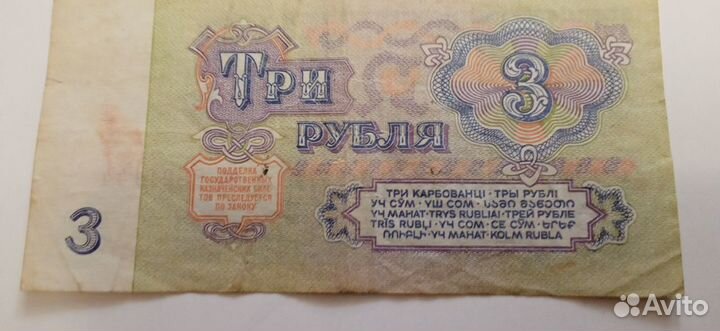 ТРИ
РУБЛЯ
3
ПОДДЕЛКА
ГОСУДАРСТВЕННЫХ
КАЗНАЧЕЙСКИХ БИЛЕ-
ТОВ ПРЕСЛЕДУЕТСЯ
ПО ЗАКОНУ
3
ТРИ КАРБОВАНЦІ · ТРЫ РУБЛІ
УЧ СЎМ · ҮШ СОМ · ᲡᲐᲛᲘ ᲛᲐᲜᲔᲗᲘ
ҮЧ МАНАТ · TRYS RUBLIAI · ТРЕЙ РУБЛЕ
TRĪS RUBĻI · ҮЧ СОМ · СЕ СӮМ · ԵՐԵՔ
ՌՈՒԲԼԻ · ҮЧ МАНАТ · KOLM RUBLA
Avito